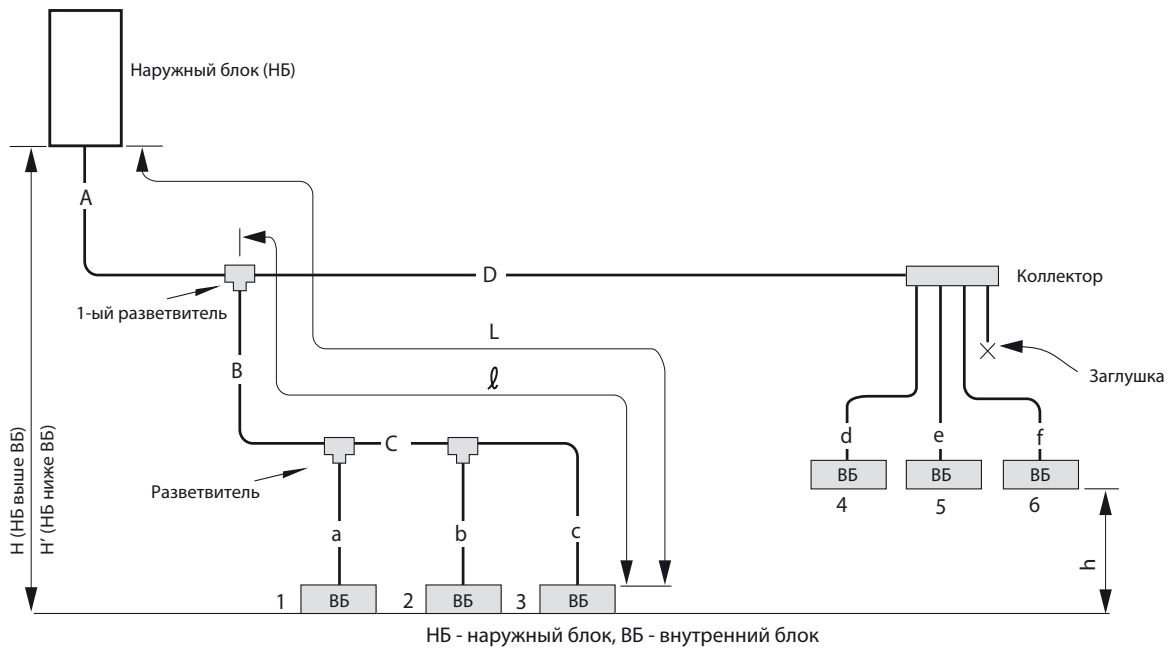 Наружный блок (НБ)
A
1-ый разветвитель
D
Коллектор
L
ℓ
B
Заглушка
C
d
e
f
ВБ
ВБ
ВБ
4
5
6
Разветвитель
a
b
c
H (НБ выше ВБ)
H’ (НБ ниже ВБ)
h
1
ВБ
2
ВБ
3
ВБ
НБ - наружный блок, ВБ - внутренний блок